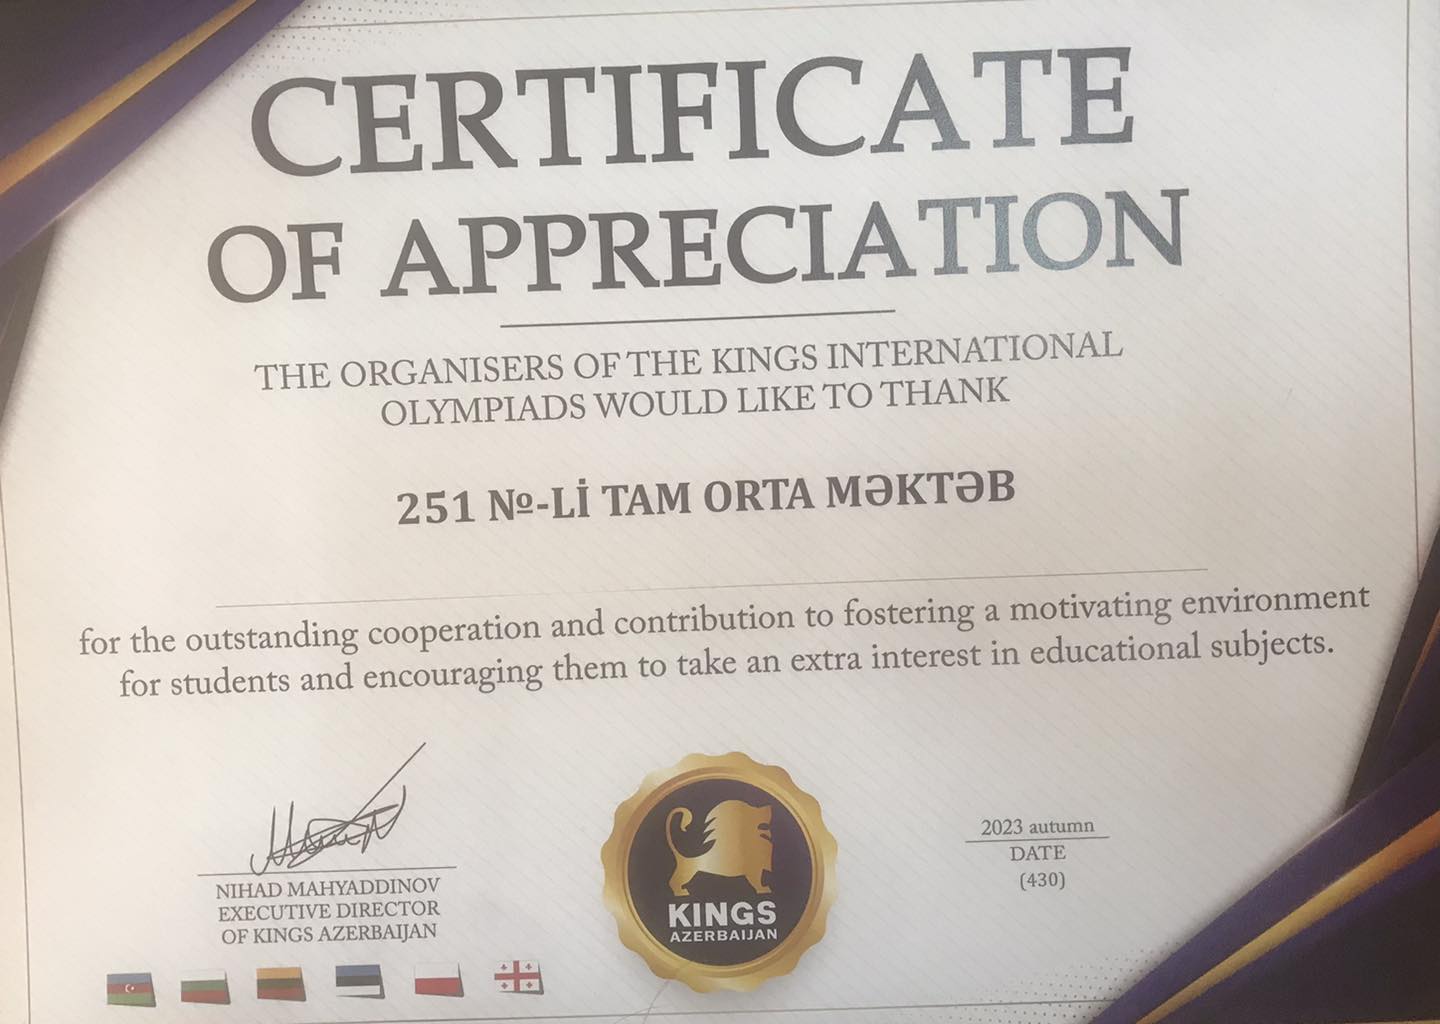 CERTIFICATE
OF APPRECIATION
THE ORGANISERS OF THE KINGS INTERNATIONAL
OLYMPIADS WOULD LIKE TO THANK
251 №-Lİ TAM ORTA MƏKTƏB
for the outstanding cooperation and contribution to fostering a motivating environment
for students and encouraging them to take an extra interest in educational subjects.
NIHAD MAHYADDINOV
EXECUTIVE DIRECTOR
OF KINGS AZERBAIJAN
KINGS
AZERBAIJAN
2023 autumn
DATE
(430)